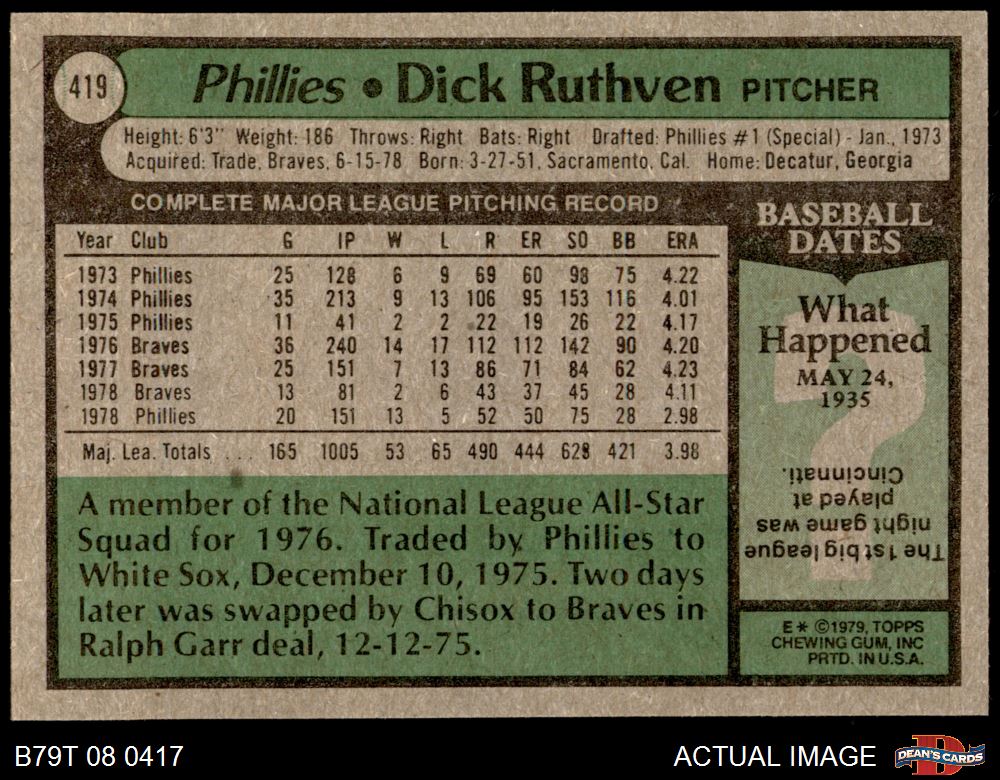 419
Phillies • Dick Ruthven PITCHER
Height: 6'3" Weight: 186 Throws: Right Bats: Right Drafted: Phillies #1 (Special) - Jan., 1973
Acquired: Trade, Braves, 6-15-78 Born: 3-27-51, Sacramento, Cal. Home: Decatur, Georgia
COMPLETE MAJOR LEAGUE PITCHING RECORD
Year Club G IP W L R ER SO BB ERA
1973 Phillies 25 128 6 9 69 60 98 75 4.22
1974 Phillies 35 213 9 13 106 95 153 116 4.01
1975 Phillies 11 41 2 2 22 19 26 22 4.17
1976 Braves 36 240 14 17 112 112 142 90 4.20
1977 Braves 25 151 7 13 86 71 84 62 4.23
1978 Braves 13 81 2 6 43 37 45 28 4.11
1978 Phillies 20 151 13 5 52 50 75 28 2.98
Maj. Lea. Totals ... 165 1005 53 65 490 444 628 421 3.98
A member of the National League All-Star
Squad for 1976. Traded by Phillies to
White Sox, December 10, 1975. Two days
later was swapped by Chisox to Braves in
Ralph Garr deal, 12-12-75.
BASEBALL
DATES
What
Happened
MAY 24,
1935
The 1st big league
night game was
played at
Cincinnati.
E* ©1979, TOPPS
CHEWING GUM, INC
PRTD. IN U.S.A.
B79T 08 0417
ACTUAL IMAGE
DEAN'S CARDS